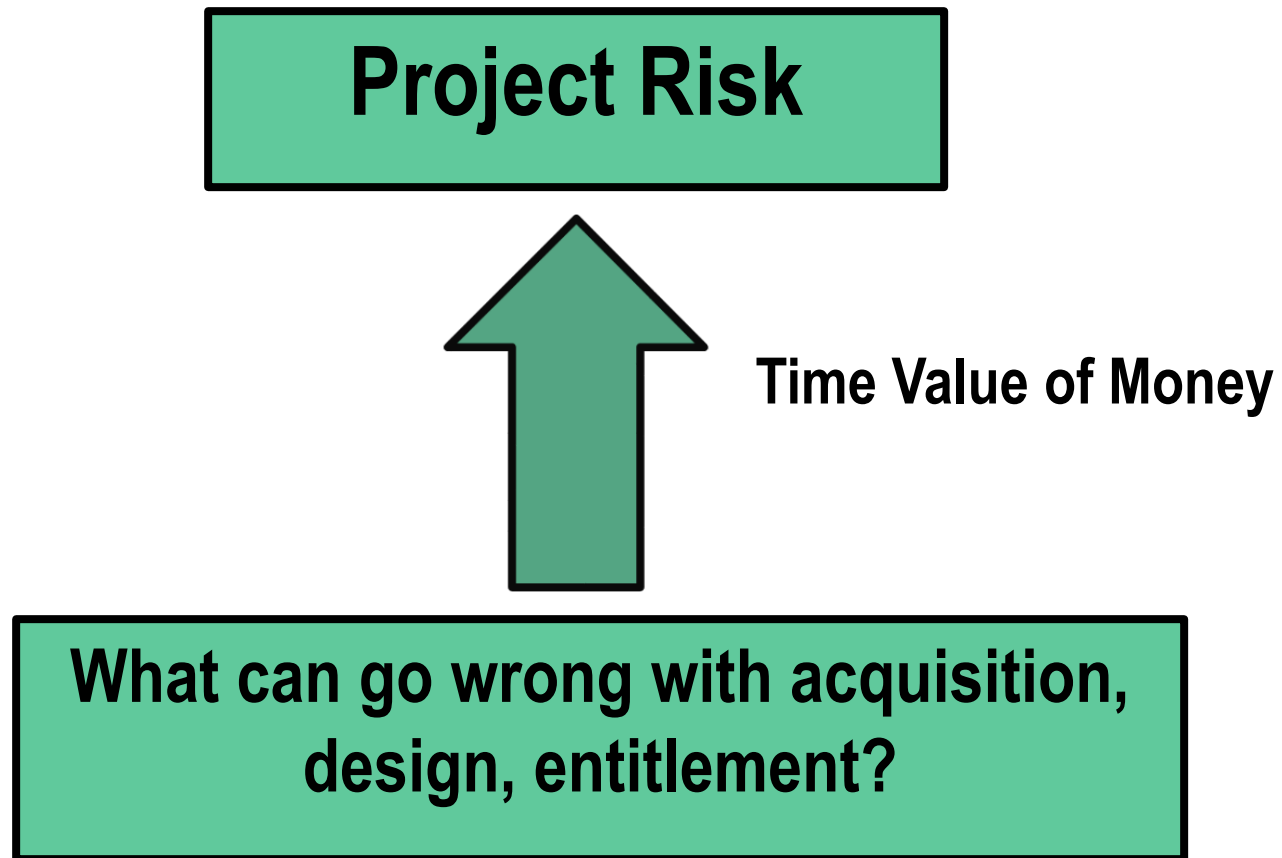 Project Risk
Time Value of Money
What can go wrong with acquisition,
design, entitlement?